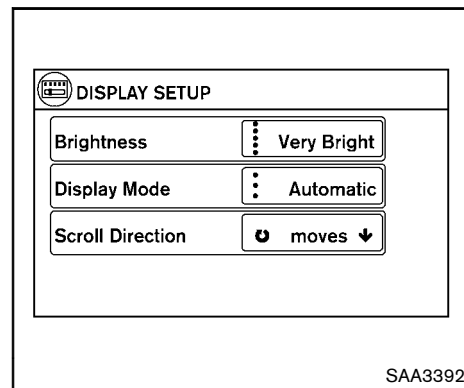 DISPLAY SETUP
Brightness Very Bright
Display Mode Automatic
Scroll Direction moves ↓
SAA3392